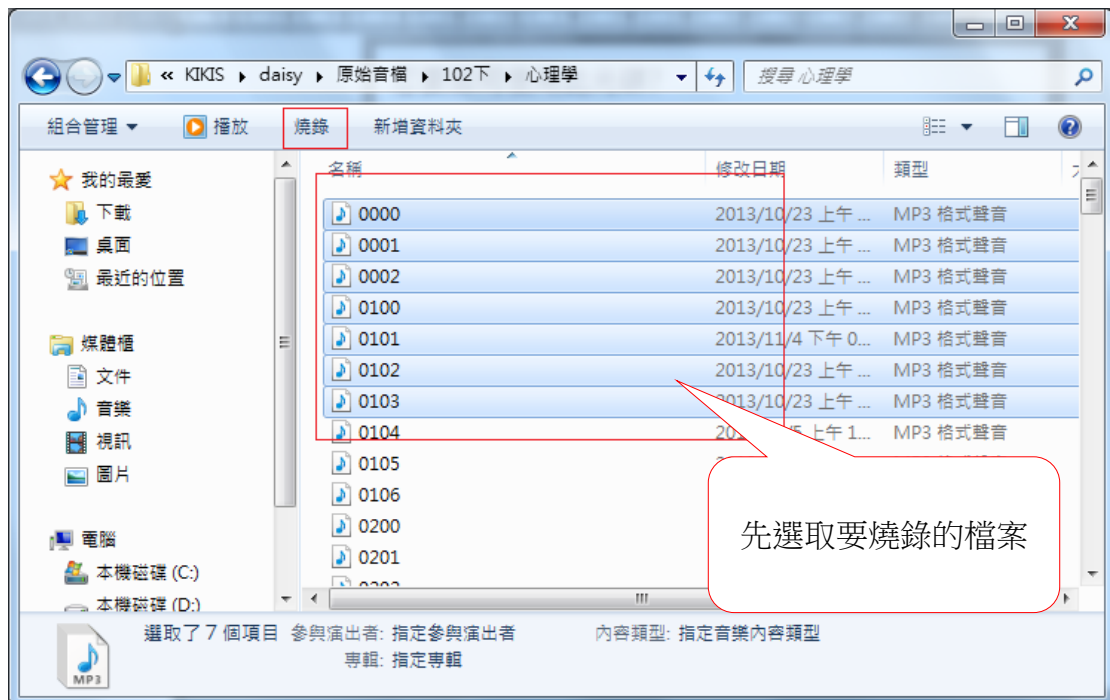 « KIKIS ▸ daisy ▸ 原始音檔 ▸ 102下 ▸ 心理學
搜尋 心理學
組合管理 播放 燒錄 新增資料夾
我的最愛
下載
桌面
最近的位置
媒體櫃
文件
音樂
視訊
圖片
電腦
本機磁碟 (C:)
本機磁碟 (D:)
名稱 修改日期 類型
0000 2013/10/23 上午 ... MP3 格式聲音
0001 2013/10/23 上午 ... MP3 格式聲音
0002 2013/10/23 上午 ... MP3 格式聲音
0100 2013/10/23 上午 ... MP3 格式聲音
0101 2013/11/4 下午 0... MP3 格式聲音
0102 2013/10/23 上午 ... MP3 格式聲音
0103 2013/10/23 上午 ... MP3 格式聲音
0104 上午 1... MP3 格式聲音
0105
0106
0200
0201
先選取要燒錄的檔案
選取了 7 個項目 參與演出者: 指定參與演出者 內容類型: 指定音樂內容類型
專輯: 指定專輯
MP3